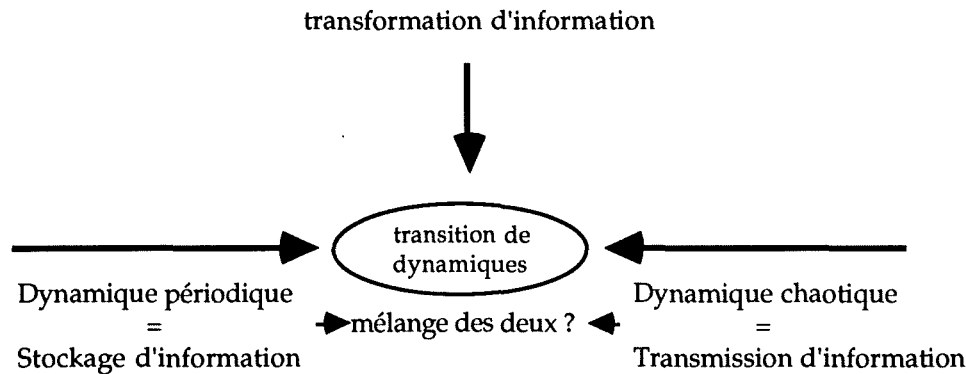 transformation d'information
transition de
dynamiques
Dynamique périodique
=
Stockage d'information
mélange des deux ?
Dynamique chaotique
=
Transmission d'information